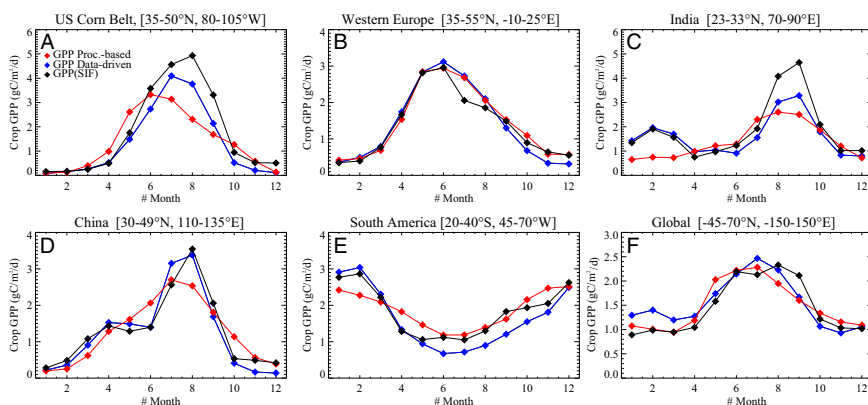 US Corn Belt, [35-50°N, 80-105°W]
A
GPP Proc.-based
GPP Data-driven
GPP(SIF)
Crop GPP (gC/m²/d)
6
5
4
3
2
1
0
2 4 6 8 10 12
# Month
Western Europe [35-55°N, -10-25°E]
B
Crop GPP (gC/m²/d)
4
3
2
1
0
2 4 6 8 10 12
# Month
India [23-33°N, 70-90°E]
C
Crop GPP (gC/m²/d)
6
5
4
3
2
1
0
2 4 6 8 10 12
# Month
China [30-49°N, 110-135°E]
D
Crop GPP (gC/m²/d)
4
3
2
1
0
2 4 6 8 10 12
# Month
South America [20-40°S, 45-70°W]
E
Crop GPP (gC/m²/d)
4
3
2
1
0
2 4 6 8 10 12
# Month
Global [-45-70°N, -150-150°E]
F
Crop GPP (gC/m²/d)
2.5
2.0
1.5
1.0
0.5
0.0
2 4 6 8 10 12
# Month